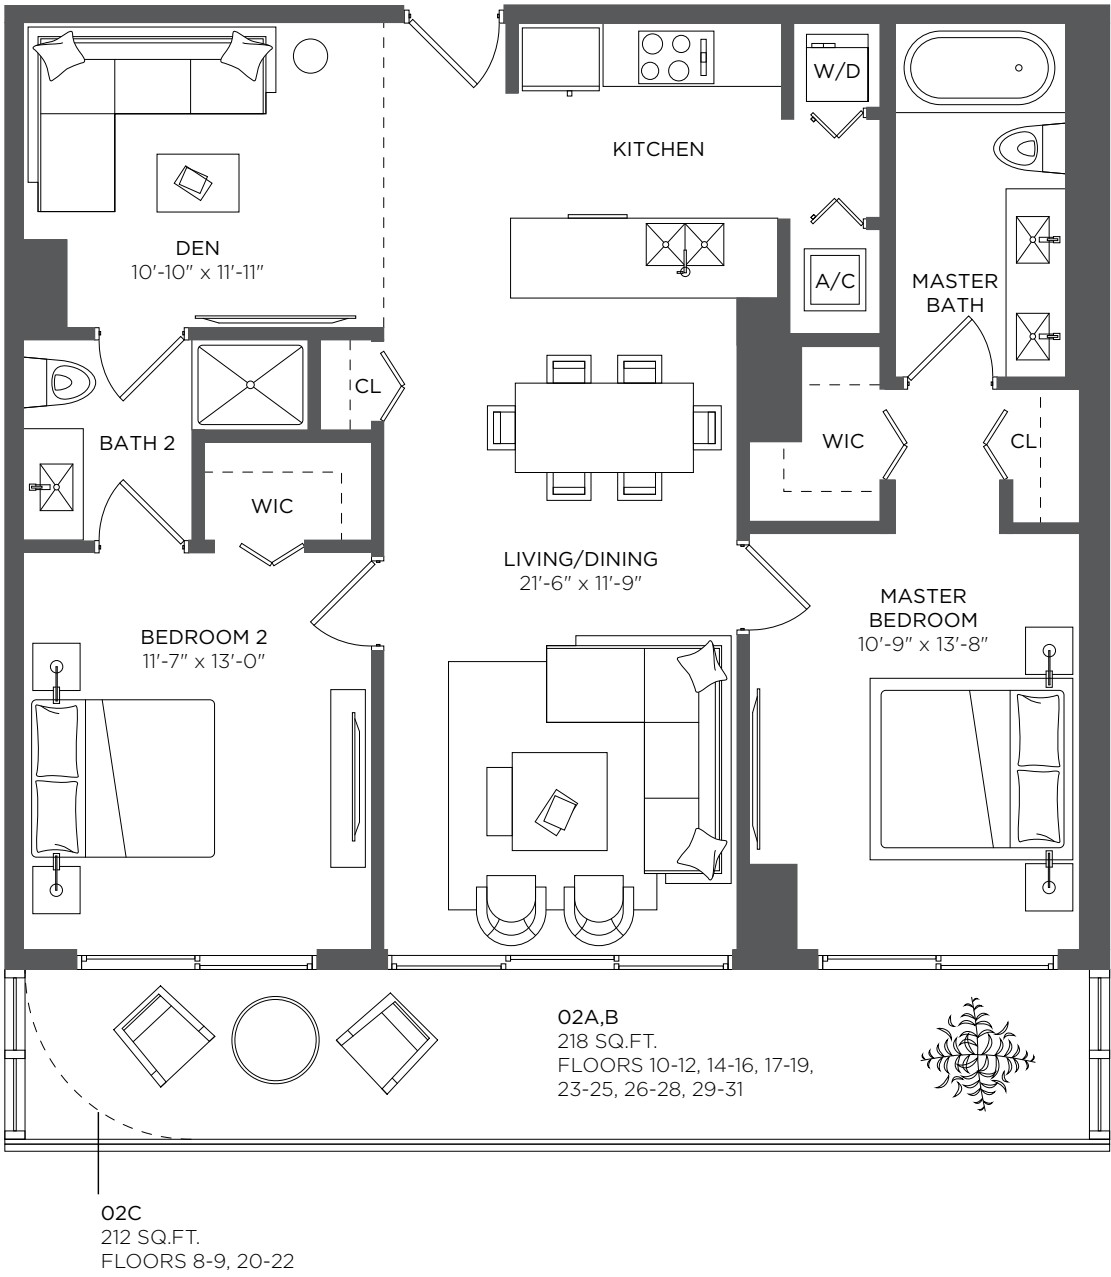 W/D
KITCHEN
DEN
10'-10" x 11'-11"
A/C
MASTER
BATH
CL
BATH 2
WIC
CL
WIC
LIVING/DINING
21'-6" x 11'-9"
MASTER
BEDROOM
10'-9" x 13'-8"
BEDROOM 2
11'-7" x 13'-0"
02A,B
218 SQ.FT.
FLOORS 10-12, 14-16, 17-19,
23-25, 26-28, 29-31
02C
212 SQ.FT.
FLOORS 8-9, 20-22